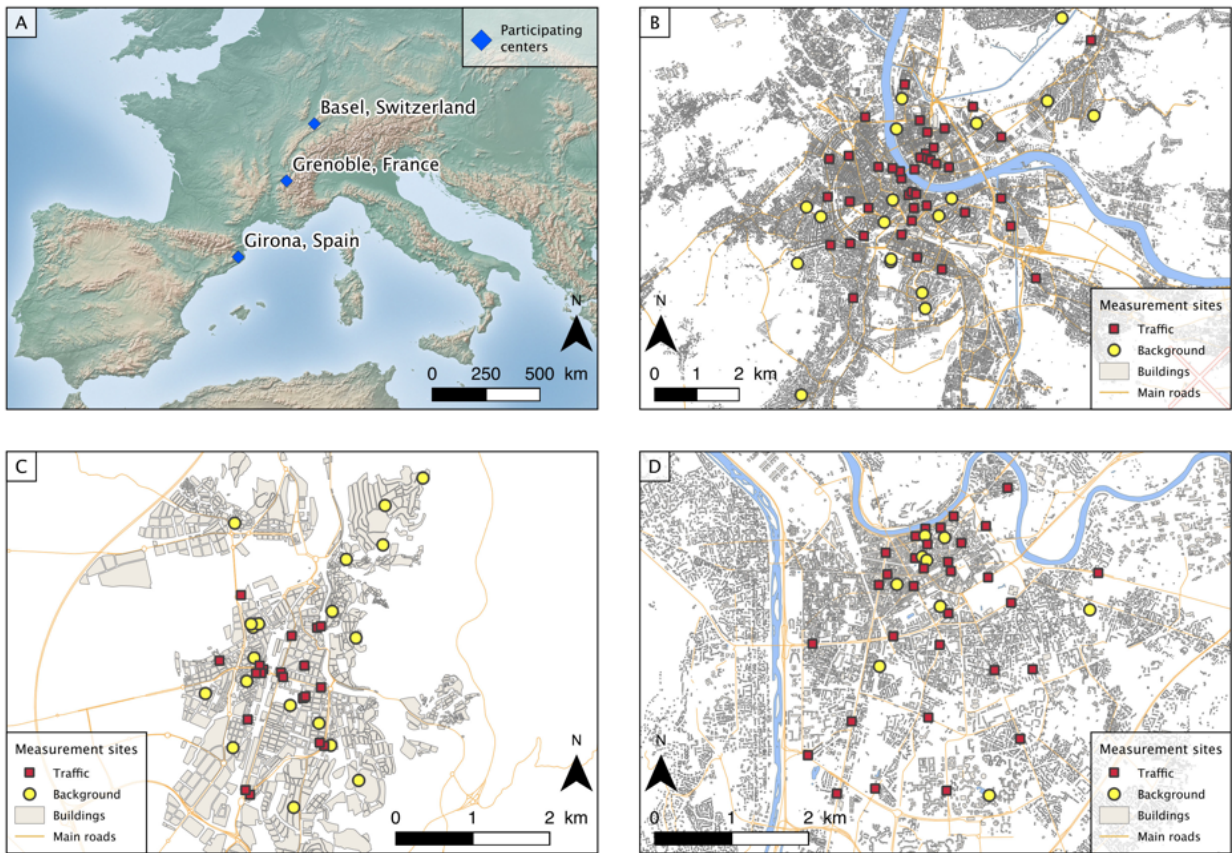 A
Participating
centers
Basel, Switzerland
Grenoble, France
Girona, Spain
N
0 250 500 km
B
N
0 1 2 km
Measurement sites
Traffic
Background
Buildings
Main roads
C
Measurement sites
Traffic
Background
Buildings
Main roads
N
0 1 2 km
D
N
0 1 2 km
Measurement sites
Traffic
Background
Buildings
Main roads